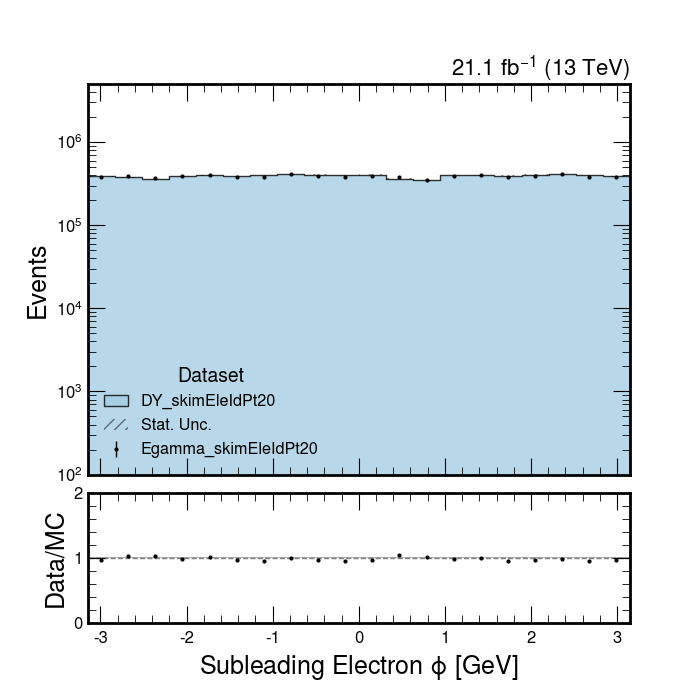 21.1 fb⁻¹ (13 TeV)
Events
10⁶
10⁵
10⁴
10³
10²
Dataset
DY_skimEleIdPt20
Stat. Unc.
Egamma_skimEleIdPt20
Data/MC
2
1
0
-3 -2 -1 0 1 2 3
Subleading Electron ϕ [GeV]